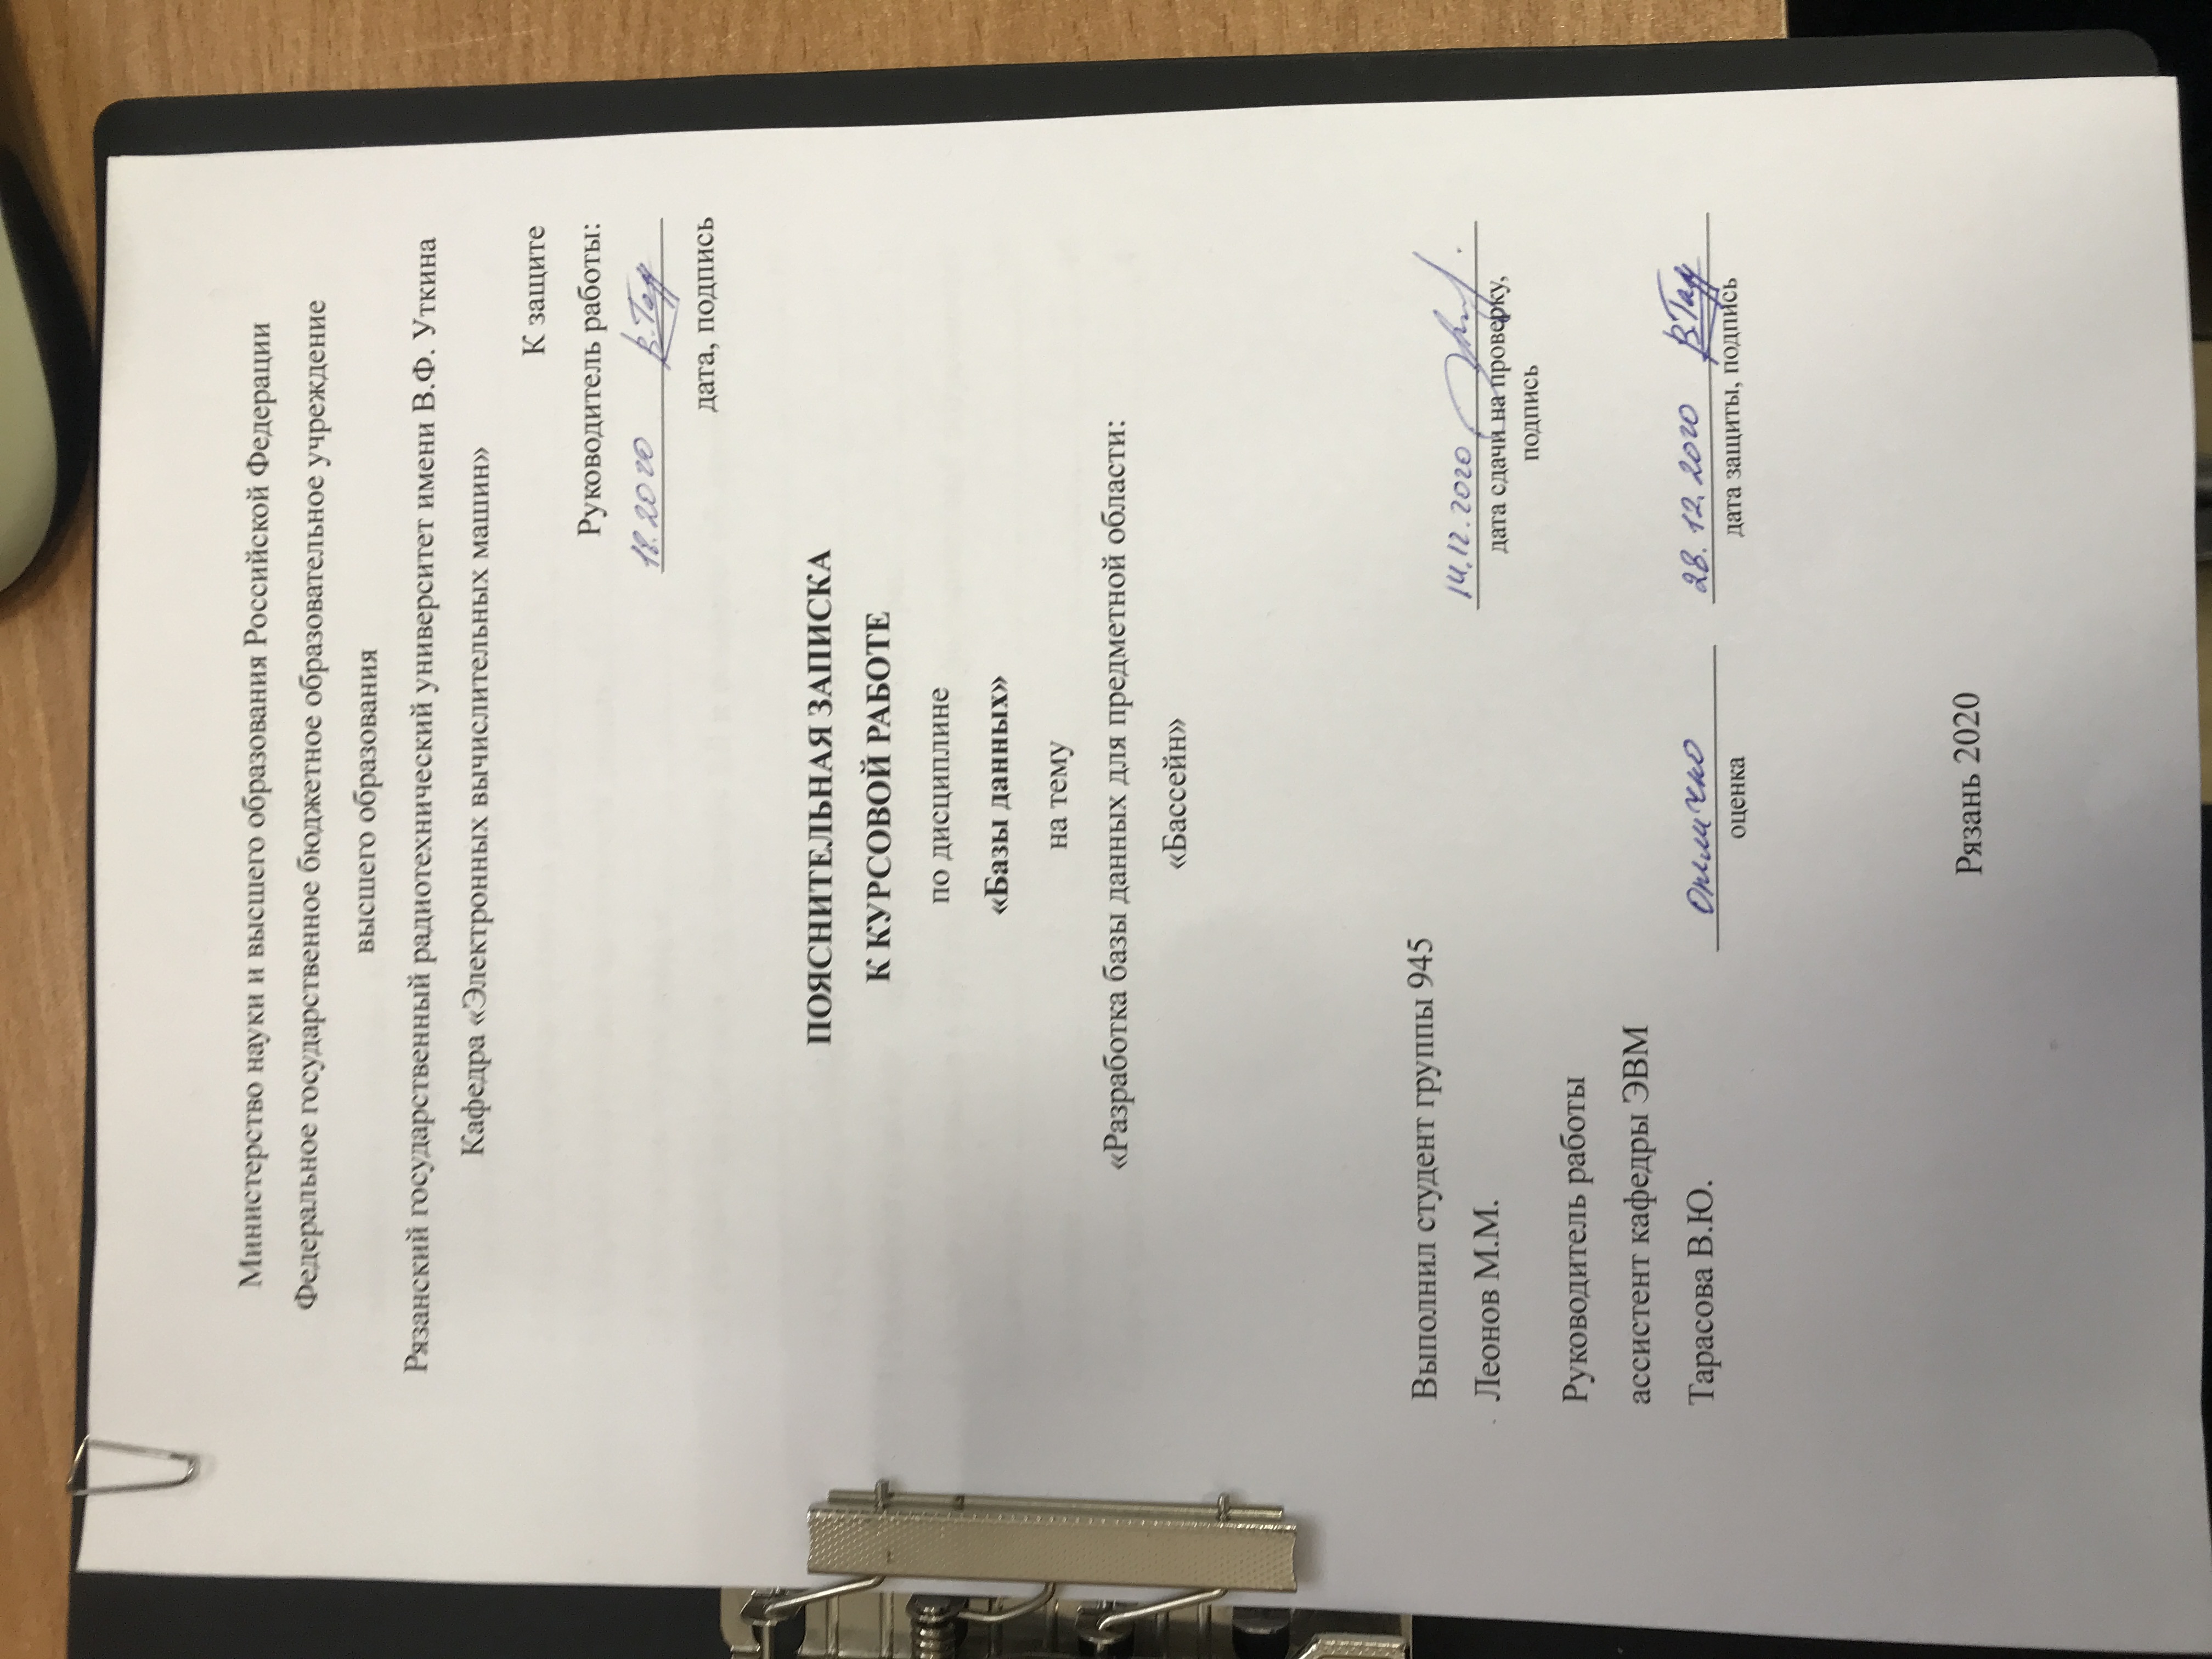 Министерство науки и высшего образования Российской Федерации
Федеральное государственное бюджетное образовательное учреждение
высшего образования
Рязанский государственный радиотехнический университет имени В.Ф. Уткина
Кафедра «Электронных вычислительных машин»
К защите
Руководитель работы:
18.2020 В.Тар
дата, подпись
ПОЯСНИТЕЛЬНАЯ ЗАПИСКА
К КУРСОВОЙ РАБОТЕ
по дисциплине
«Базы данных»
на тему
«Разработка базы данных для предметной области:
«Бассейн»
Выполнил студент группы 945
Леонов М.М.
14.12.2020
дата сдачи на проверку,
подпись
Руководитель работы
ассистент кафедры ЭВМ
Тарасова В.Ю.
отлично
28.12.2020 В.Тар
оценка
дата защиты, подпись
Рязань 2020